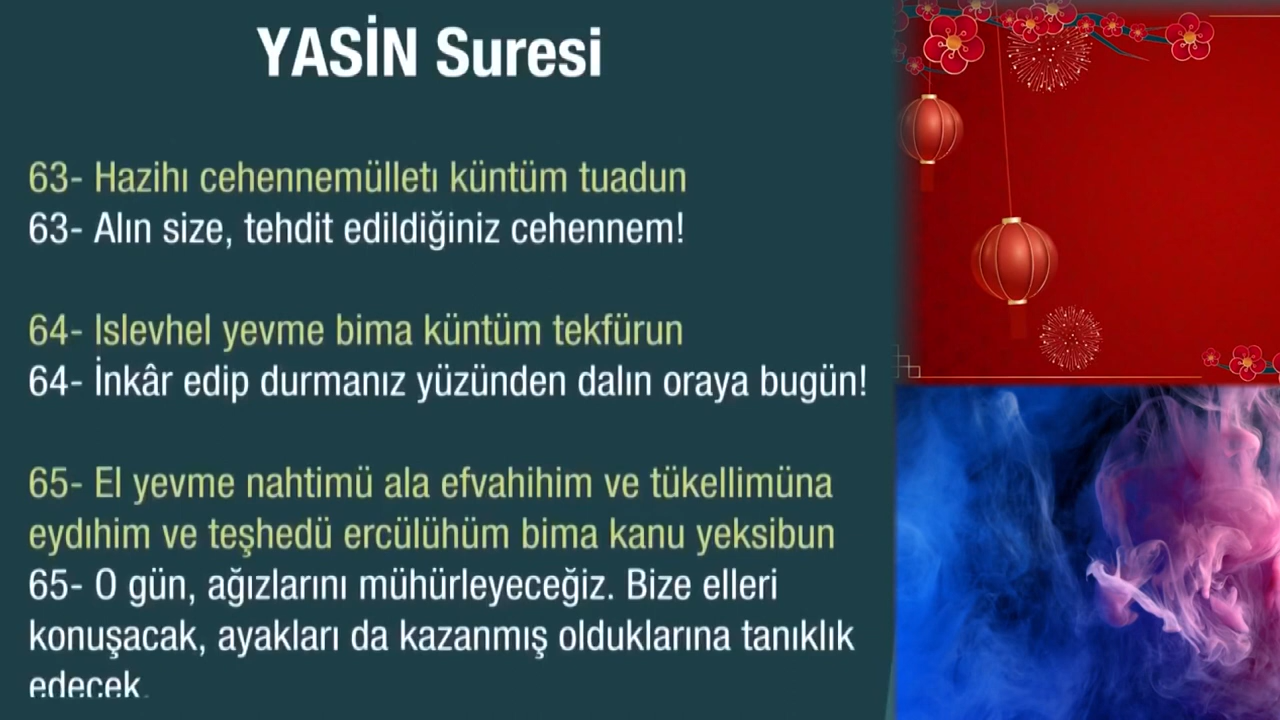 YASİN Suresi
63- Hazihı cehennemülletı küntüm tuadun
63- Alın size, tehdit edildiğiniz cehennem!
64- Islevhel yevme bima küntüm tekfürun
64- İnkâr edip durmanız yüzünden dalın oraya bugün!
65- El yevme nahtimü ala efvahihim ve tükellimüna
eydıhim ve teşhedü ercülühüm bima kanu yeksibun
65- O gün, ağızlarını mühürleyeceğiz. Bize elleri
konuşacak, ayakları da kazanmış olduklarına tanıklık
edecek.